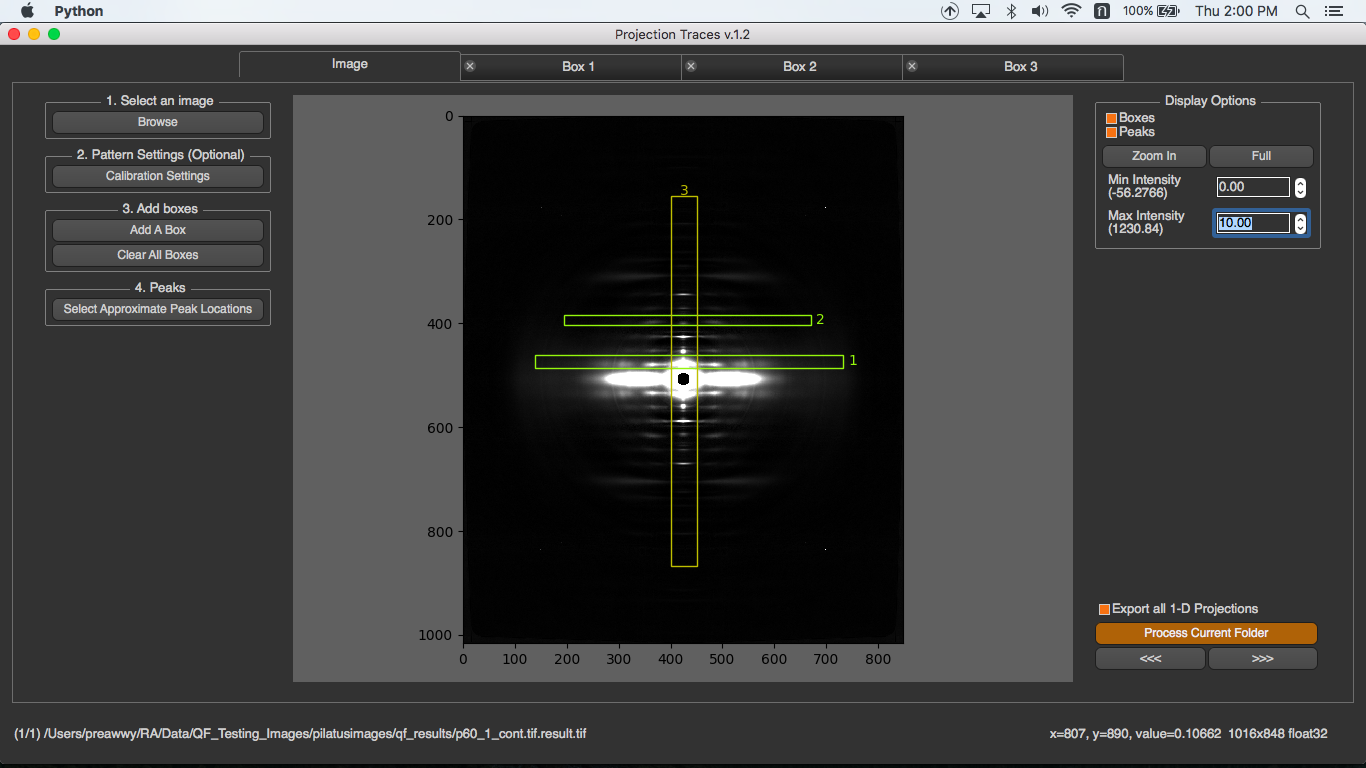 Python
100%
Thu 2:00 PM
Projection Traces v.1.2
Image
Box 1
Box 2
Box 3
1. Select an image
Browse
2. Pattern Settings (Optional)
Calibration Settings
3. Add boxes
Add A Box
Clear All Boxes
4. Peaks
Select Approximate Peak Locations
0
200
400
600
800
1000
0 100 200 300 400 500 600 700 800
3
2
1
Display Options
Boxes
Peaks
Zoom In
Full
Min Intensity
(-56.2766)
0.00
Max Intensity
(1230.84)
10.00
Export all 1-D Projections
Process Current Folder
<<<
>>>
(1/1) /Users/preawwy/RA/Data/QF_Testing_Images/pilatusimages/qf_results/p60_1_cont.tif.result.tif
x=807, y=890, value=0.10662 1016x848 float32